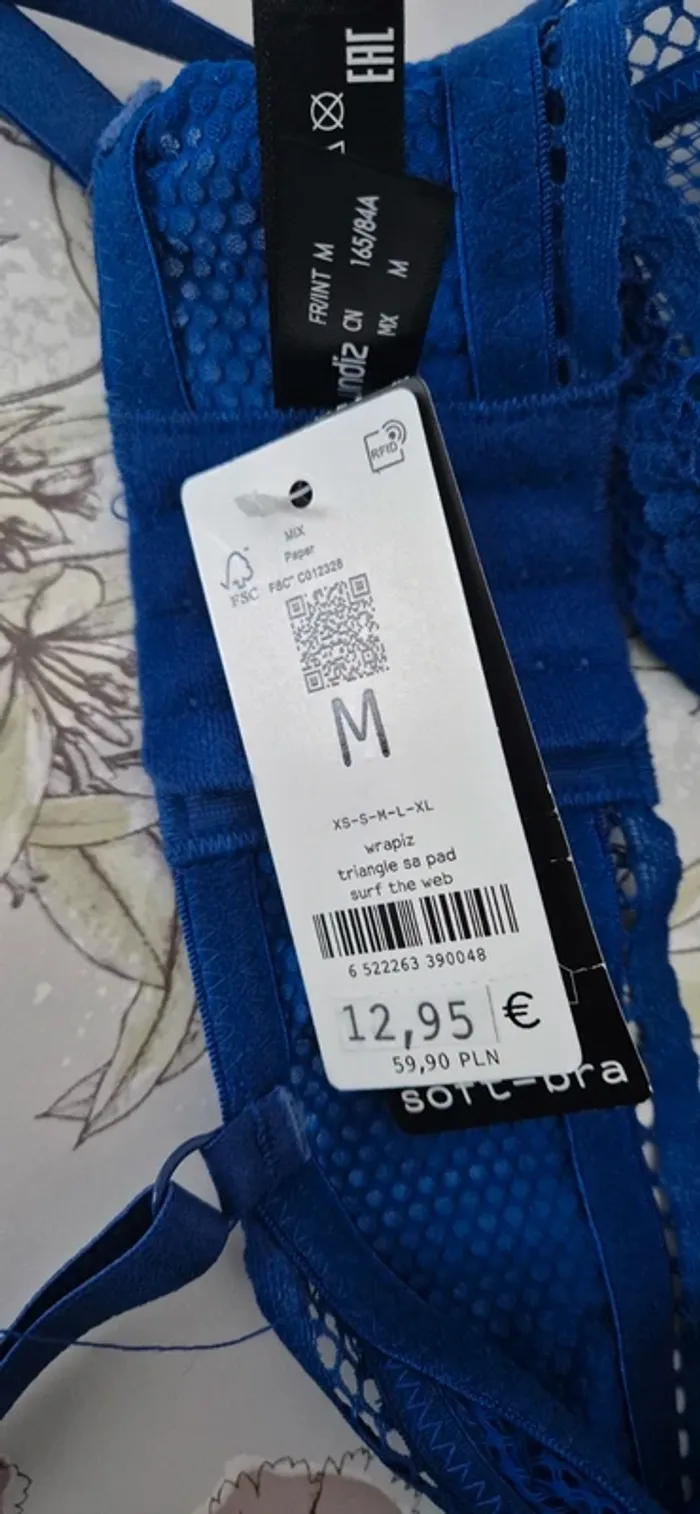 EAC
FR/INT M
CN 165/84A
MX M
RFID
MIX
Paper
FSC™ C012328
FSC
M
XS-S-M-L-XL
wrapiz
triangle sa pad
surf the web
6 522263 390048
12,95 €
59,90 PLN
soft-bra